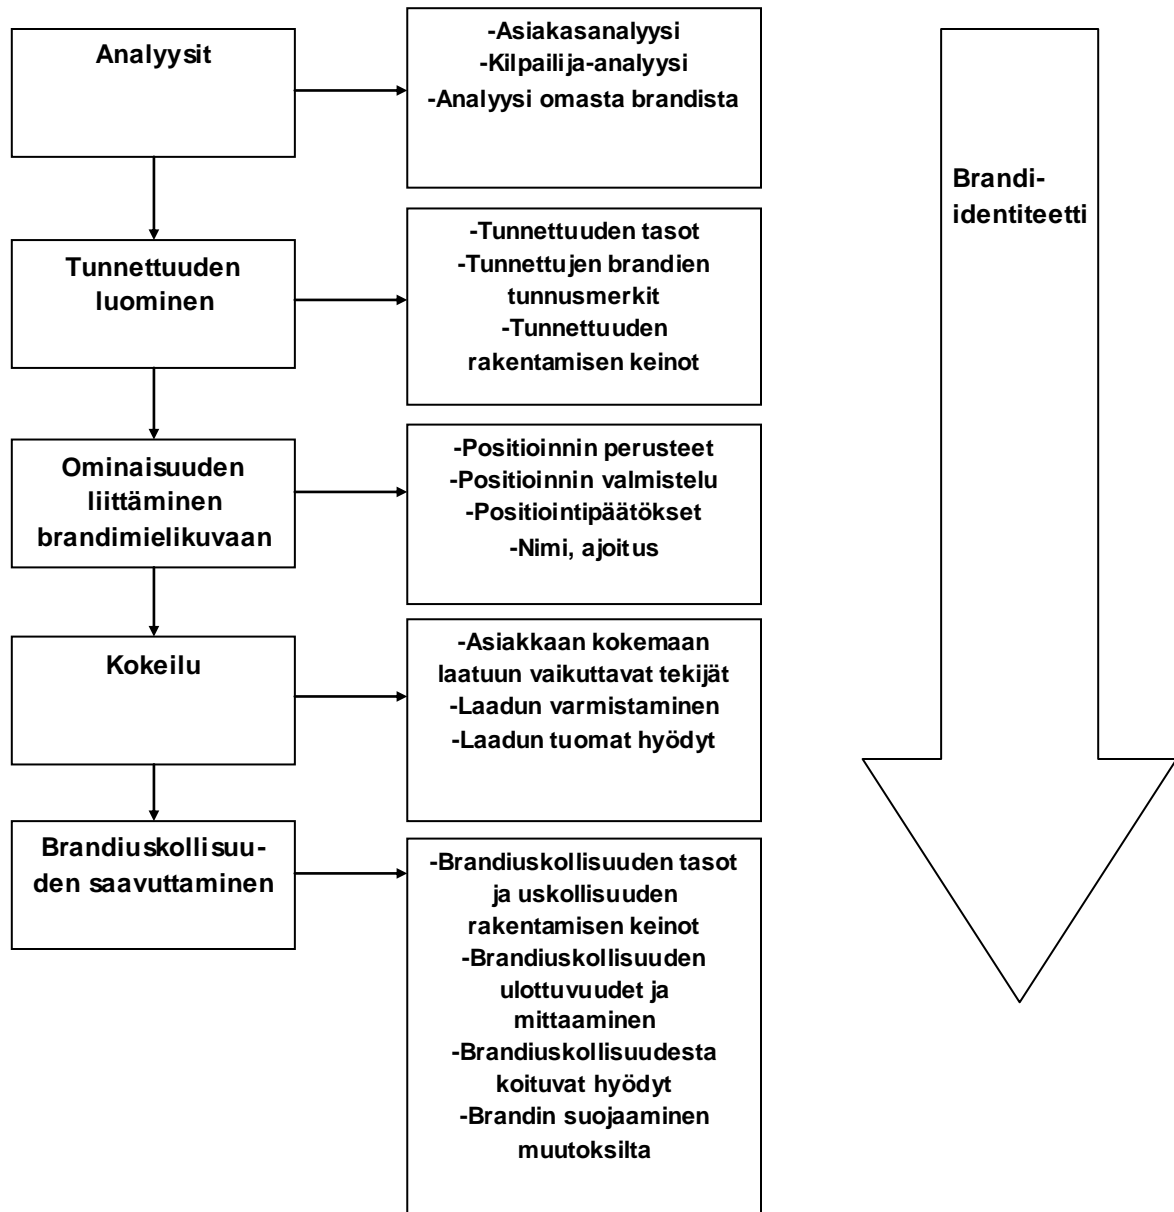 Analyysit
-Asiakasanalyysi
-Kilpailija-analyysi
-Analyysi omasta brandista
Brandi-
identiteetti
Tunnettuuden
luominen
-Tunnettuuden tasot
-Tunnettujen brandien
tunnusmerkit
-Tunnettuuden
rakentamisen keinot
Ominaisuuden
liittäminen
brandimielikuvaan
-Positioinnin perusteet
-Positioinnin valmistelu
-Positiointipäätökset
-Nimi, ajoitus
Kokeilu
-Asiakkaan kokemaan
laatuun vaikuttavat tekijät
-Laadun varmistaminen
-Laadun tuomat hyödyt
Brandiuskollisuu-
den saavuttaminen
-Brandiuskollisuuden tasot
ja uskollisuuden
rakentamisen keinot
-Brandiuskollisuuden
ulottuvuudet ja
mittaaminen
-Brandiuskollisuudesta
koituvat hyödyt
-Brandin suojaaminen
muutoksilta